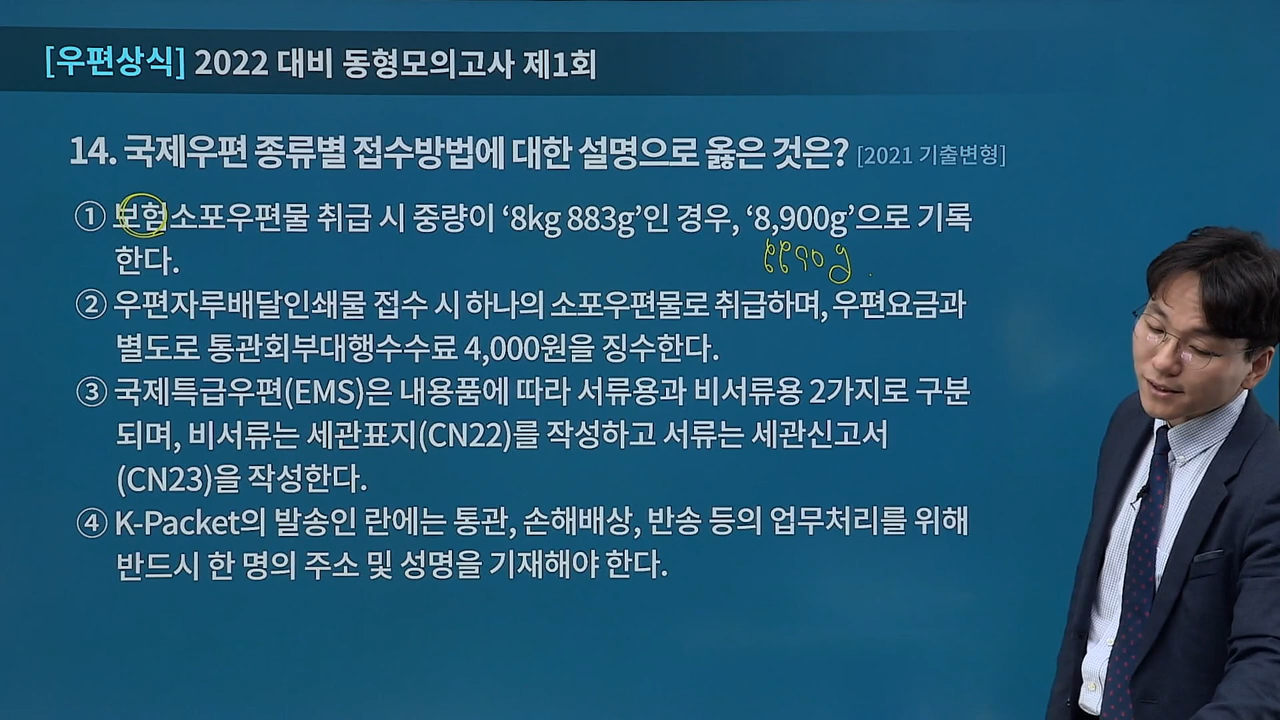 [우편상식] 2022 대비 동형모의고사 제1회
14. 국제우편 종류별 접수방법에 대한 설명으로 옳은 것은? [2021 기출변형]
① 보험소포우편물 취급 시 중량이 ‘8kg 883g’인 경우, ‘8,900g’으로 기록
한다.
8890g
② 우편자루배달인쇄물 접수 시 하나의 소포우편물로 취급하며, 우편요금과
별도로 통관회부대행수수료 4,000원을 징수한다.
③ 국제특급우편(EMS)은 내용품에 따라 서류용과 비서류용 2가지로 구분
되며, 비서류는 세관표지(CN22)를 작성하고 서류는 세관신고서
(CN23)을 작성한다.
④ K-Packet의 발송인 란에는 통관, 손해배상, 반송 등의 업무처리를 위해
반드시 한 명의 주소 및 성명을 기재해야 한다.